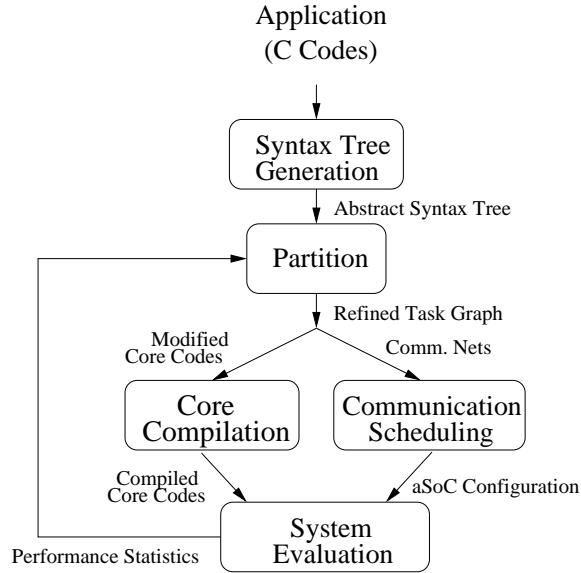 Application
(C Codes)
Syntax Tree
Generation
Abstract Syntax Tree
Partition
Refined Task Graph
Modified
Core Codes
Comm. Nets
Core
Compilation
Communication
Scheduling
Compiled
Core Codes
aSoC Configuration
System
Evaluation
Performance Statistics